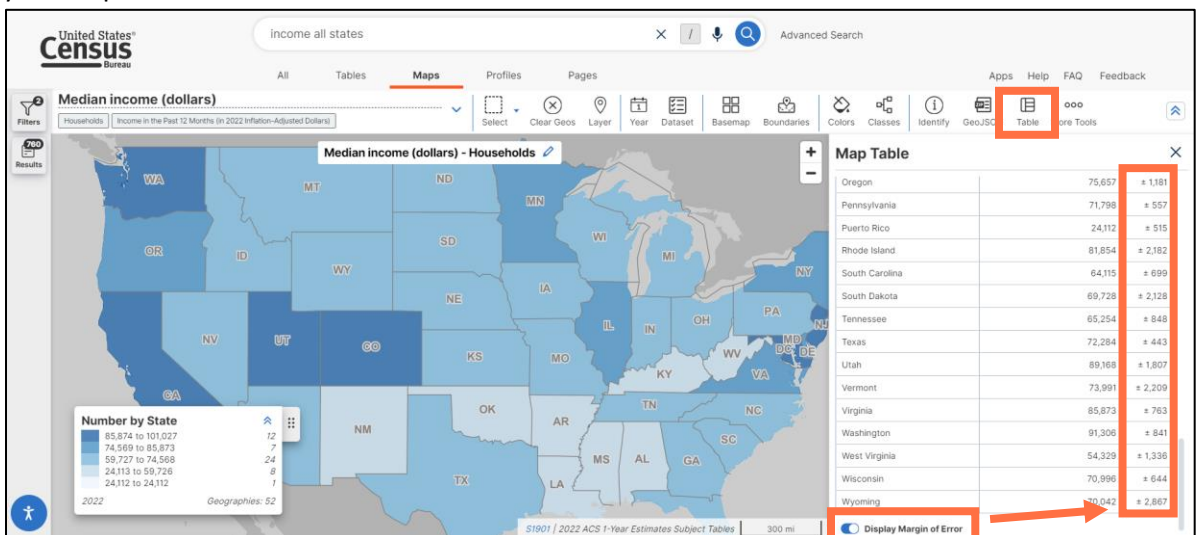 United States®
Census
Bureau
income all states
/
Advanced Search
All Tables Maps Profiles Pages
Apps Help FAQ Feedback
2
Filters
Median income (dollars)
Households Income in the Past 12 Months (in 2022 Inflation-Adjusted Dollars)
Select Clear Geos Layer Year Dataset Basemap Boundaries Colors Classes Identify GeoJSO Table ore Tools
760
Results
Median income (dollars) - Households
+
−
WA
MT
ND
MN
OR
ID
SD
WI
MI
WY
NY
NE
IA
PA
NV
UT
CO
IL
IN
OH
NJ
MD
DC DE
KS
MO
WV
KY
VA
CA
TN
NC
OK
AR
NM
SC
MS
AL
GA
TX
LA
Number by State
85,874 to 101,027 12
74,569 to 85,873 7
59,727 to 74,568 24
24,113 to 59,726 8
24,112 to 24,112 1
2022 Geographies: 52
S1901 | 2022 ACS 1-Year Estimates Subject Tables
300 mi
Map Table
Oregon 75,657 ± 1,181
Pennsylvania 71,798 ± 557
Puerto Rico 24,112 ± 515
Rhode Island 81,854 ± 2,182
South Carolina 64,115 ± 699
South Dakota 69,728 ± 2,128
Tennessee 65,254 ± 848
Texas 72,284 ± 443
Utah 89,168 ± 1,807
Vermont 73,991 ± 2,209
Virginia 85,873 ± 763
Washington 91,306 ± 841
West Virginia 54,329 ± 1,336
Wisconsin 70,996 ± 644
Wyoming 70,042 ± 2,867
Display Margin of Error